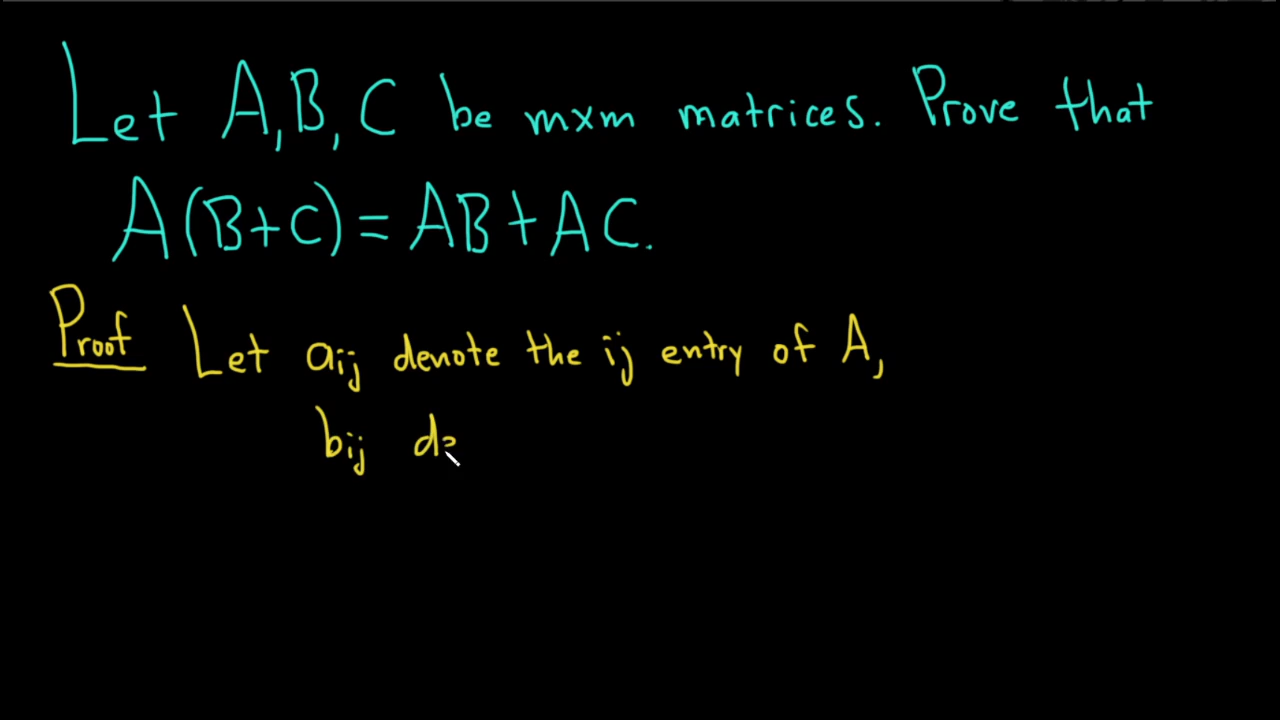 Let A, B, C be mxm matrices. Prove that
A(B+C) = AB + AC.
Proof Let aij denote the ij entry of A,
bij